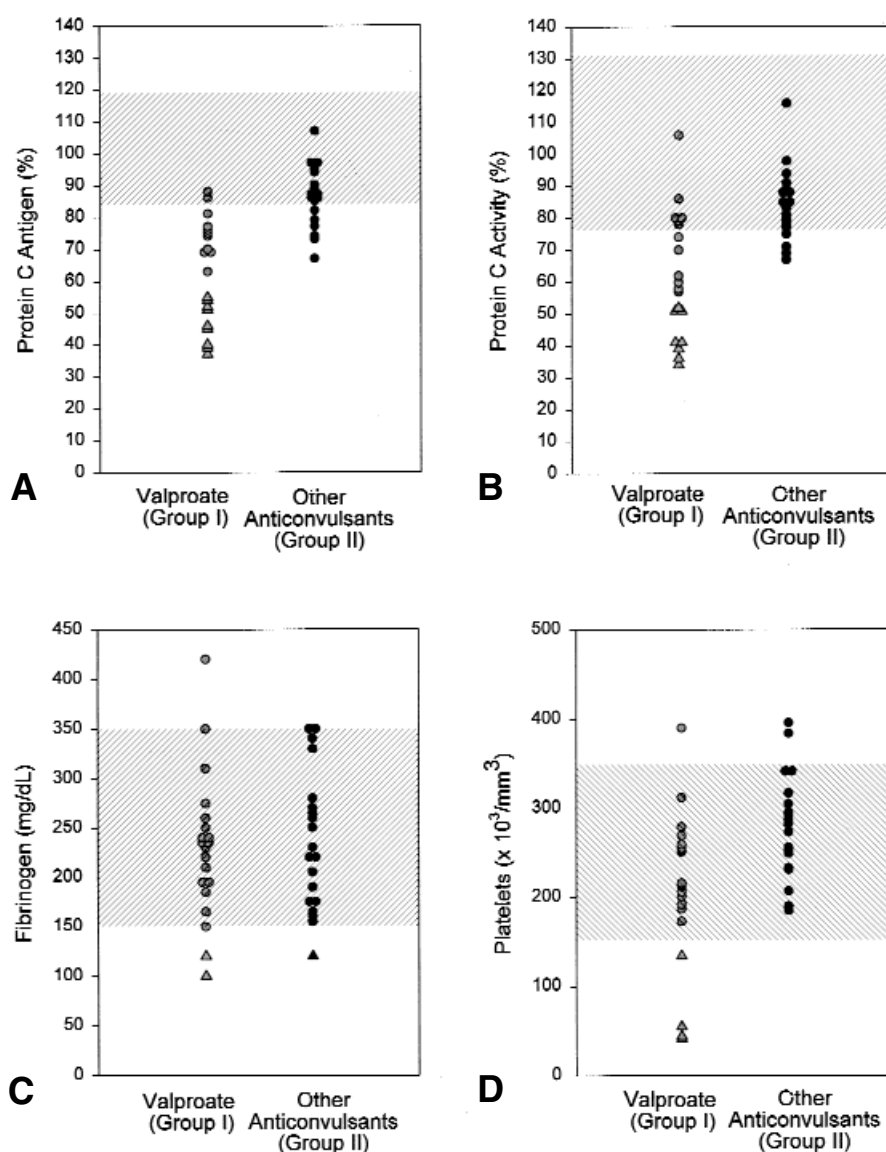 140
130
120
110
100
90
80
70
60
50
40
30
20
10
0
Protein C Antigen (%)
A
Valproate
(Group I)
Other
Anticonvulsants
(Group II)
140
130
120
110
100
90
80
70
60
50
40
30
20
10
0
Protein C Activity (%)
B
Valproate
(Group I)
Other
Anticonvulsants
(Group II)
450
400
350
300
250
200
150
100
50
0
Fibrinogen (mg/dL)
C
Valproate
(Group I)
Other
Anticonvulsants
(Group II)
500
400
300
200
100
0
Platelets (x 10³/mm³)
D
Valproate
(Group I)
Other
Anticonvulsants
(Group II)